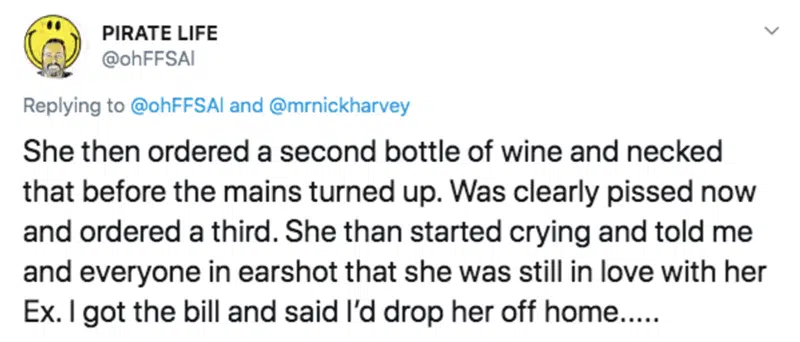 PIRATE LIFE
@ohFFSAl
Replying to @ohFFSAl and @mrnickharvey
She then ordered a second bottle of wine and necked
that before the mains turned up. Was clearly pissed now
and ordered a third. She than started crying and told me
and everyone in earshot that she was still in love with her
Ex. I got the bill and said I’d drop her off home.....